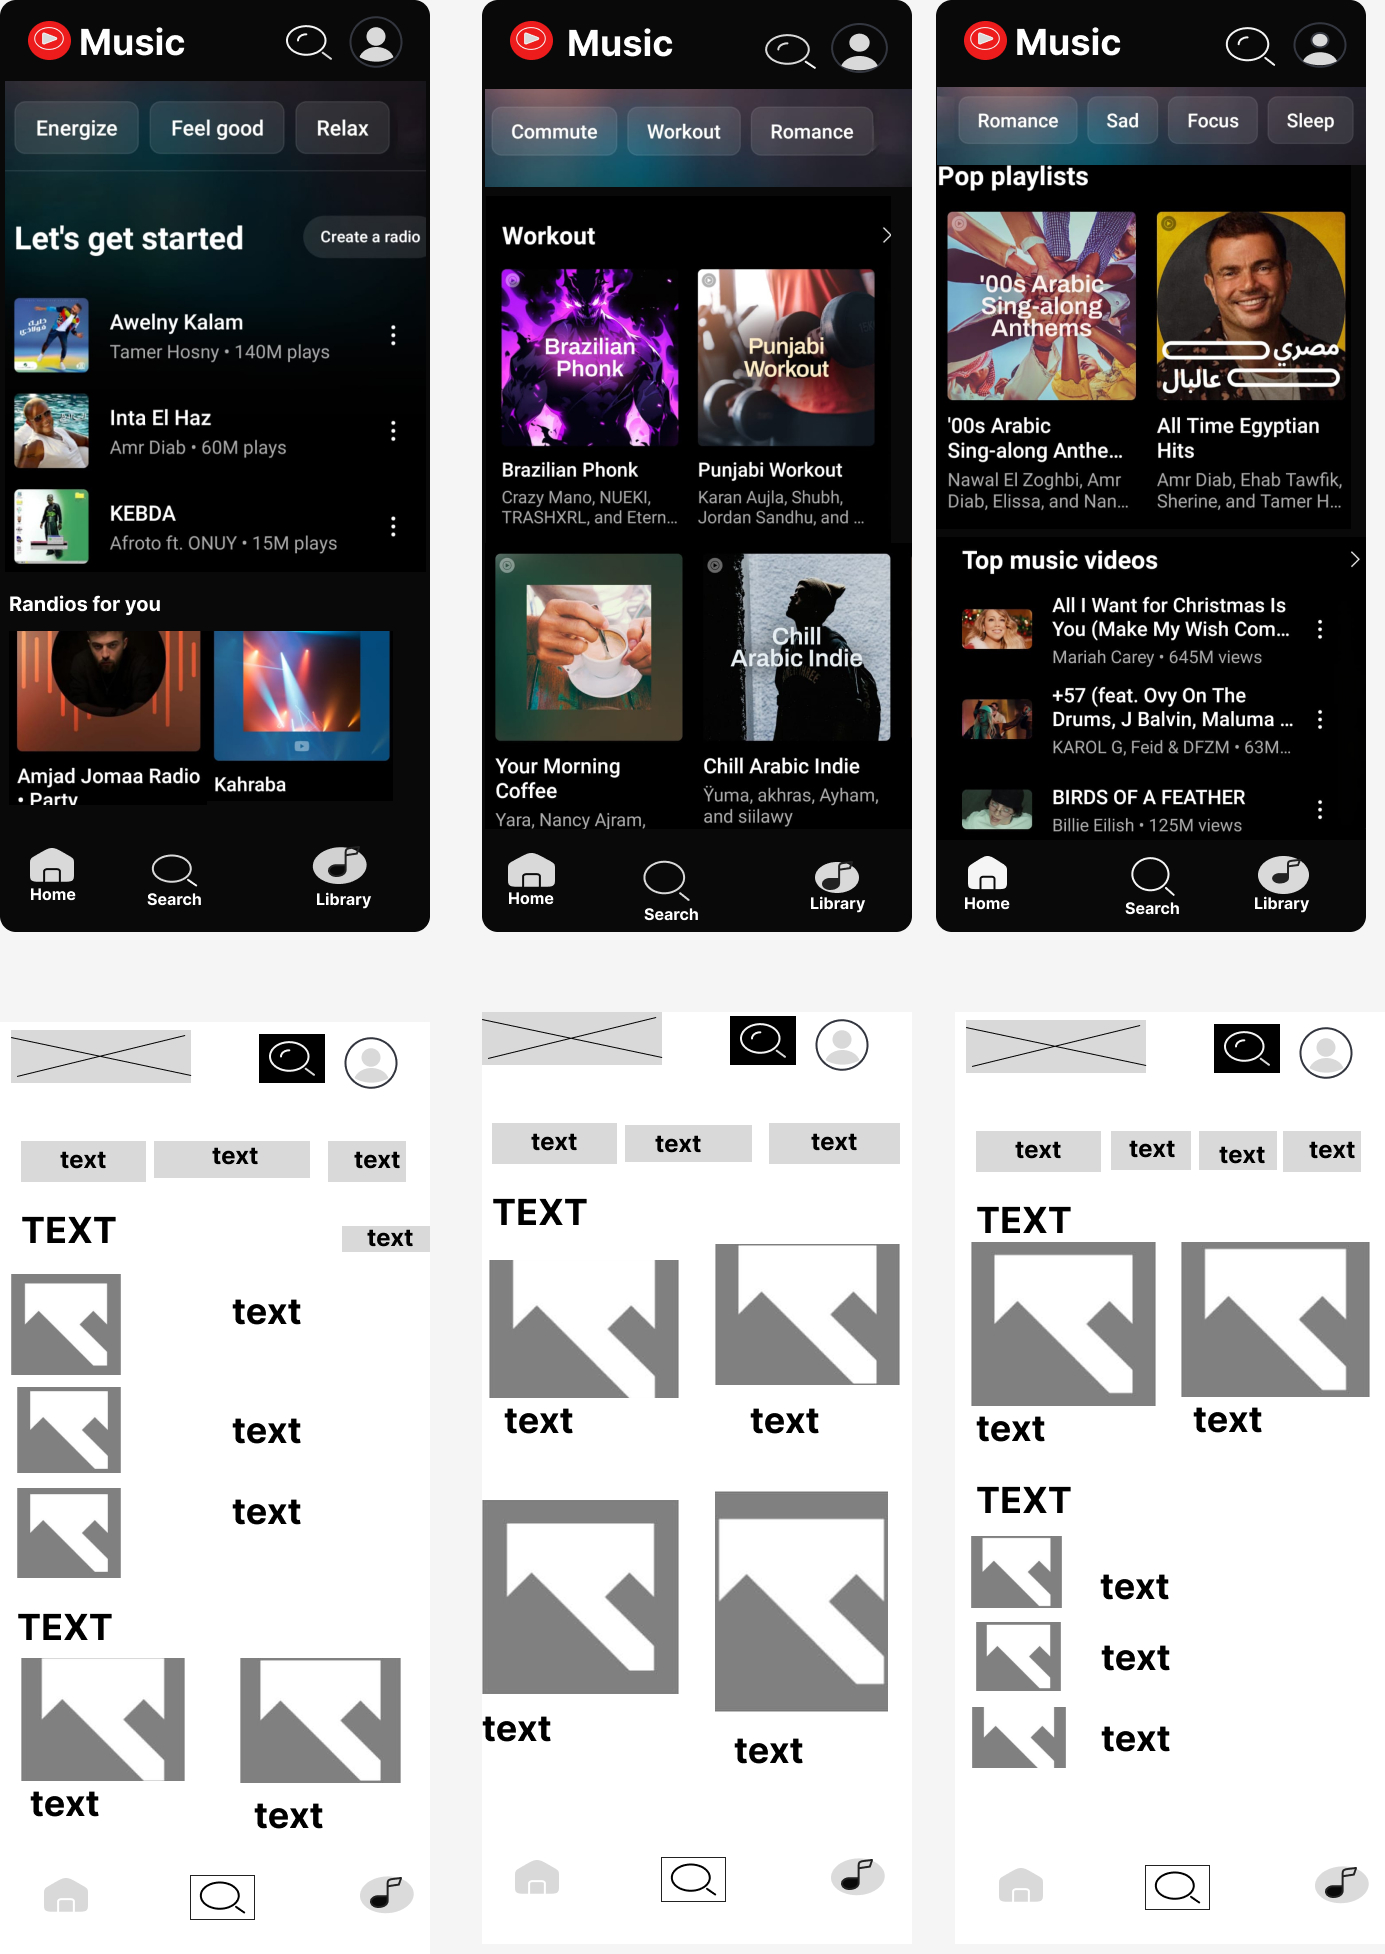 Music
Energize
Feel good
Relax
Let's get started
Create a radio
Awelny Kalam
Tamer Hosny • 140M plays
Inta El Haz
Amr Diab • 60M plays
KEBDA
Afroto ft. ONUY • 15M plays
Randios for you
Amjad Jomaa Radio
• Party
Kahraba
Home
Search
Library
Music
Commute
Workout
Romance
Workout
Brazilian
Phonk
Punjabi
Workout
Brazilian Phonk
Crazy Mano, NUEKI,
TRASHXRL, and Etern...
Punjabi Workout
Karan Aujla, Shubh,
Jordan Sandhu, and ...
Chill
Arabic Indie
Your Morning
Coffee
Yara, Nancy Ajram,
Chill Arabic Indie
Ÿuma, akhras, Ayham,
and siilawy
Home
Search
Library
Music
Romance
Sad
Focus
Sleep
Pop playlists
'00s Arabic
Sing-along
Anthems
مصري
عالبال
'00s Arabic
Sing-along Anthe...
Nawal El Zoghbi, Amr
Diab, Elissa, and Nan...
All Time Egyptian
Hits
Amr Diab, Ehab Tawfik,
Sherine, and Tamer H...
Top music videos
All I Want for Christmas Is
You (Make My Wish Com...
Mariah Carey • 645M views
+57 (feat. Ovy On The
Drums, J Balvin, Maluma ...
KAROL G, Feid & DFZM • 63M...
BIRDS OF A FEATHER
Billie Eilish • 125M views
Home
Search
Library
text
text
text
TEXT
text
text
text
text
TEXT
text
text
text
text
text
TEXT
text
text
text
text
text
text
text
text
TEXT
text
text
TEXT
text
text
text